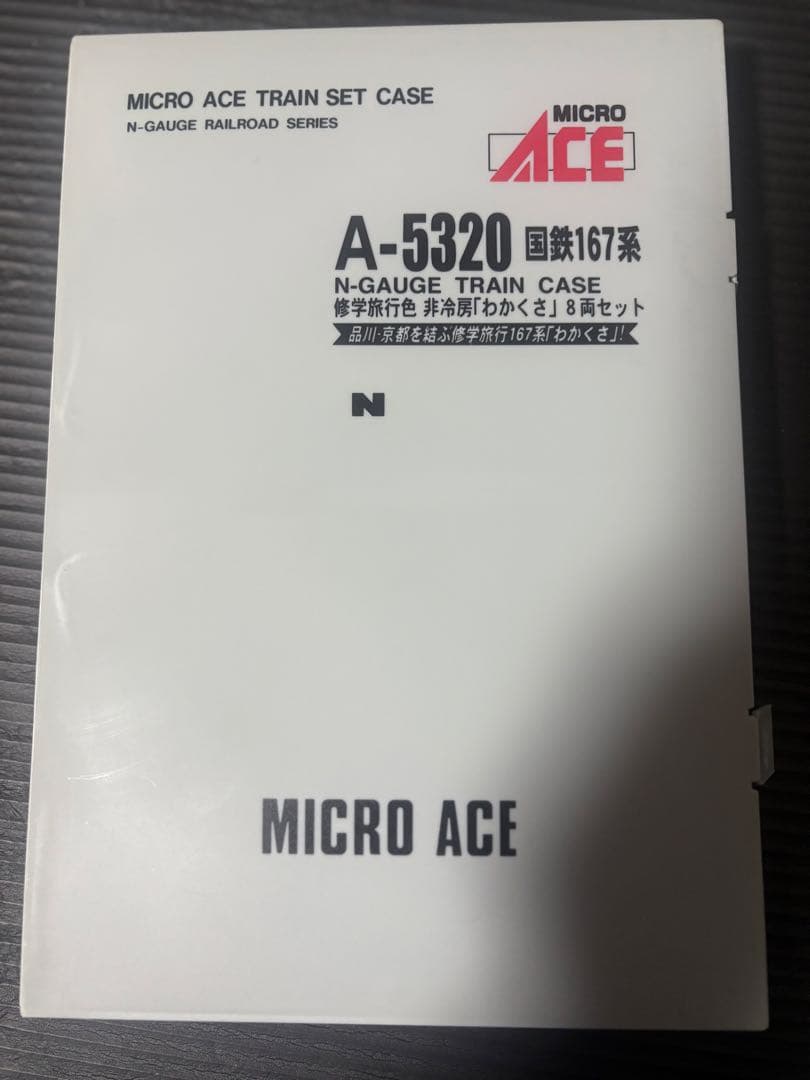 MICRO ACE TRAIN SET CASE
N-GAUGE RAILROAD SERIES
MICRO
ACE
A-5320 国鉄167系
N-GAUGE TRAIN CASE
修学旅行色 非冷房「わかくさ」8両セット
品川-京都を結ぶ修学旅行167系「わかくさ」!
N
MICRO ACE